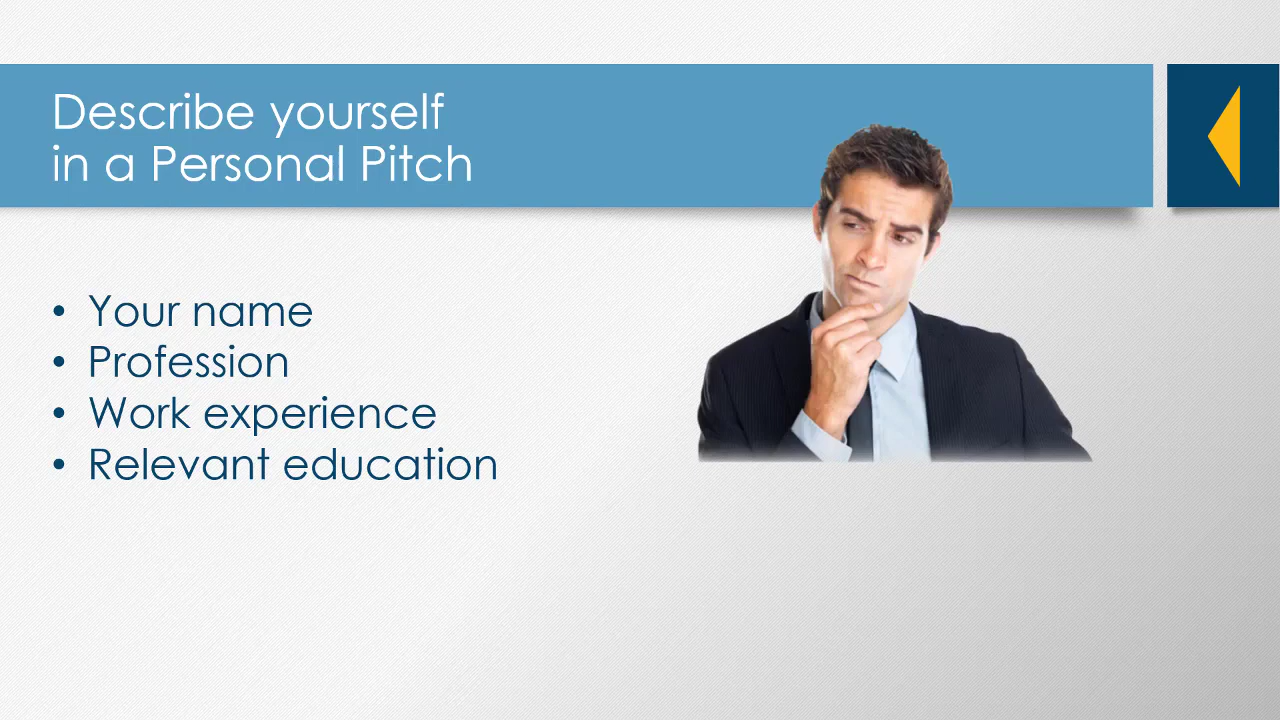 Describe yourself
in a Personal Pitch
• Your name
• Profession
• Work experience
• Relevant education